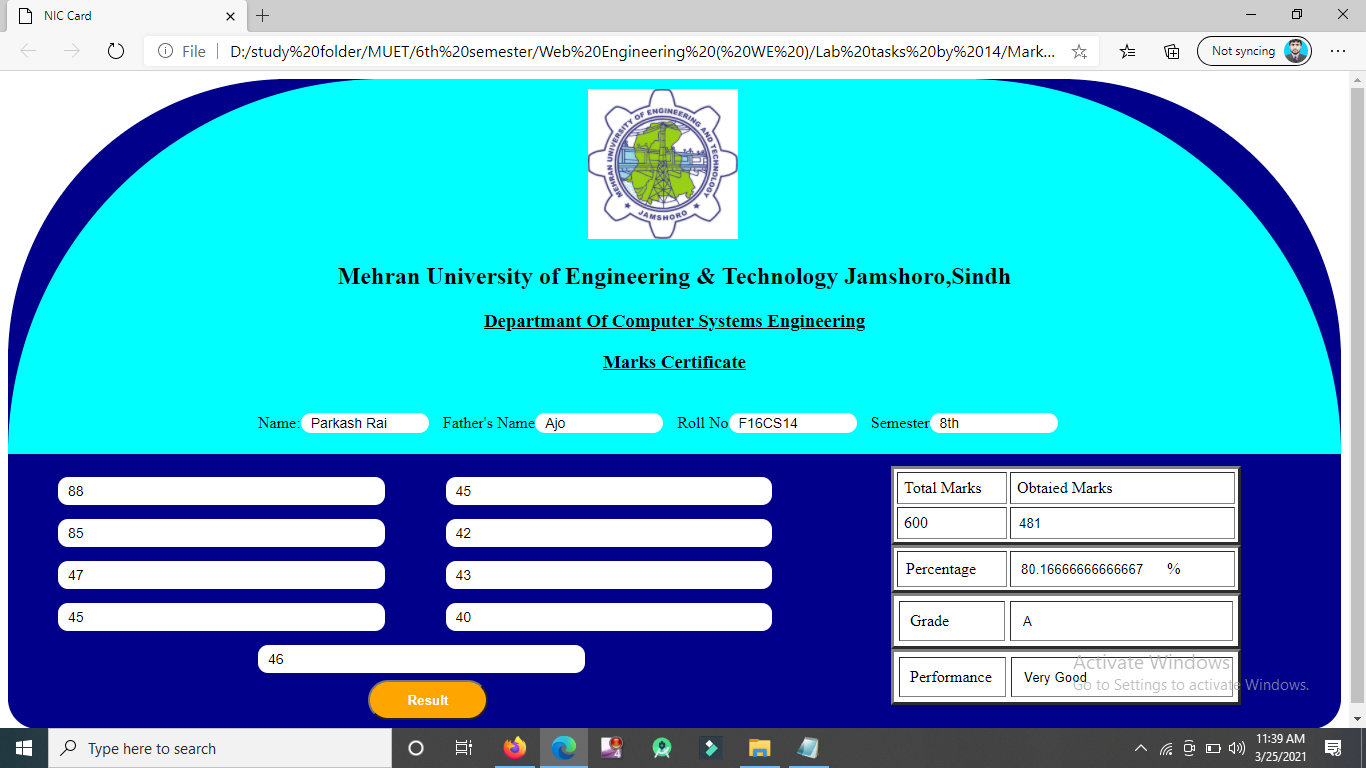 NIC Card
File
D:/study%20folder/MUET/6th%20semester/Web%20Engineering%20(%20WE%20)/Lab%20tasks%20by%2014/Mark...
Not syncing
MEHRAN UNIVERSITY OF ENGINEERING AND TECHNOLOGY
JAMSHORO
Mehran University of Engineering & Technology Jamshoro,Sindh
Departmant Of Computer Systems Engineering
Marks Certificate
Name: Parkash Rai Father's Name Ajo Roll No F16CS14 Semester 8th
88 45
85 42
47 43
45 40
46
Result
Total Marks Obtaied Marks
600 481
Percentage 80.16666666666667 %
Grade A
Performance Very Good
Activate Windows
Go to Settings to activate Windows.
Type here to search
11:39 AM
3/25/2021